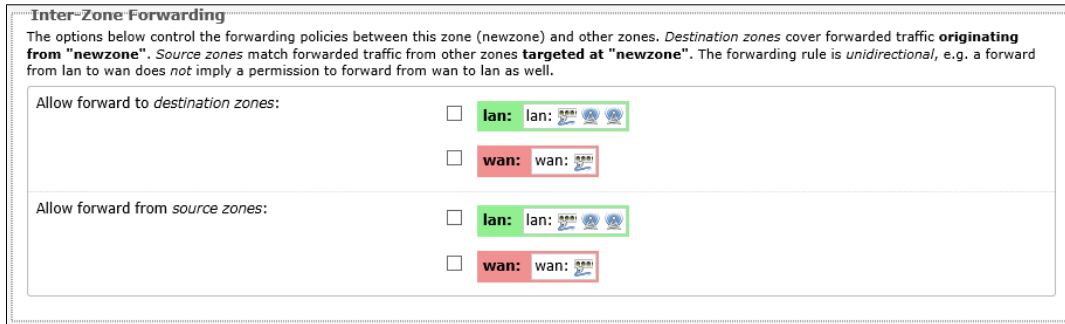 Inter-Zone Forwarding
The options below control the forwarding policies between this zone (newzone) and other zones. Destination zones cover forwarded traffic originating
from "newzone". Source zones match forwarded traffic from other zones targeted at "newzone". The forwarding rule is unidirectional, e.g. a forward
from lan to wan does not imply a permission to forward from wan to lan as well.
Allow forward to destination zones:
lan: lan:
wan: wan:
Allow forward from source zones:
lan: lan:
wan: wan: